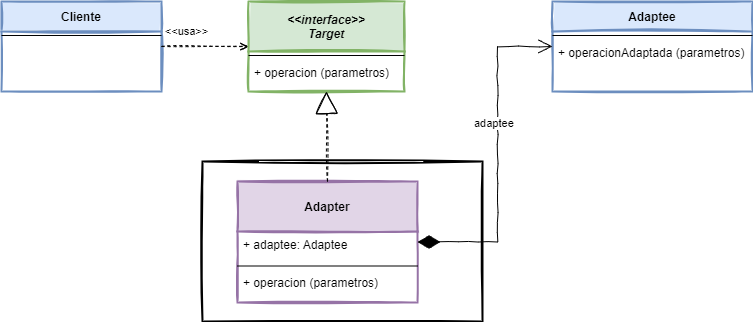 Cliente
<<usa>>
<<interface>>
Target
+ operacion (parametros)
Adaptee
+ operacionAdaptada (parametros)
adaptee
Adapter
+ adaptee: Adaptee
+ operacion (parametros)